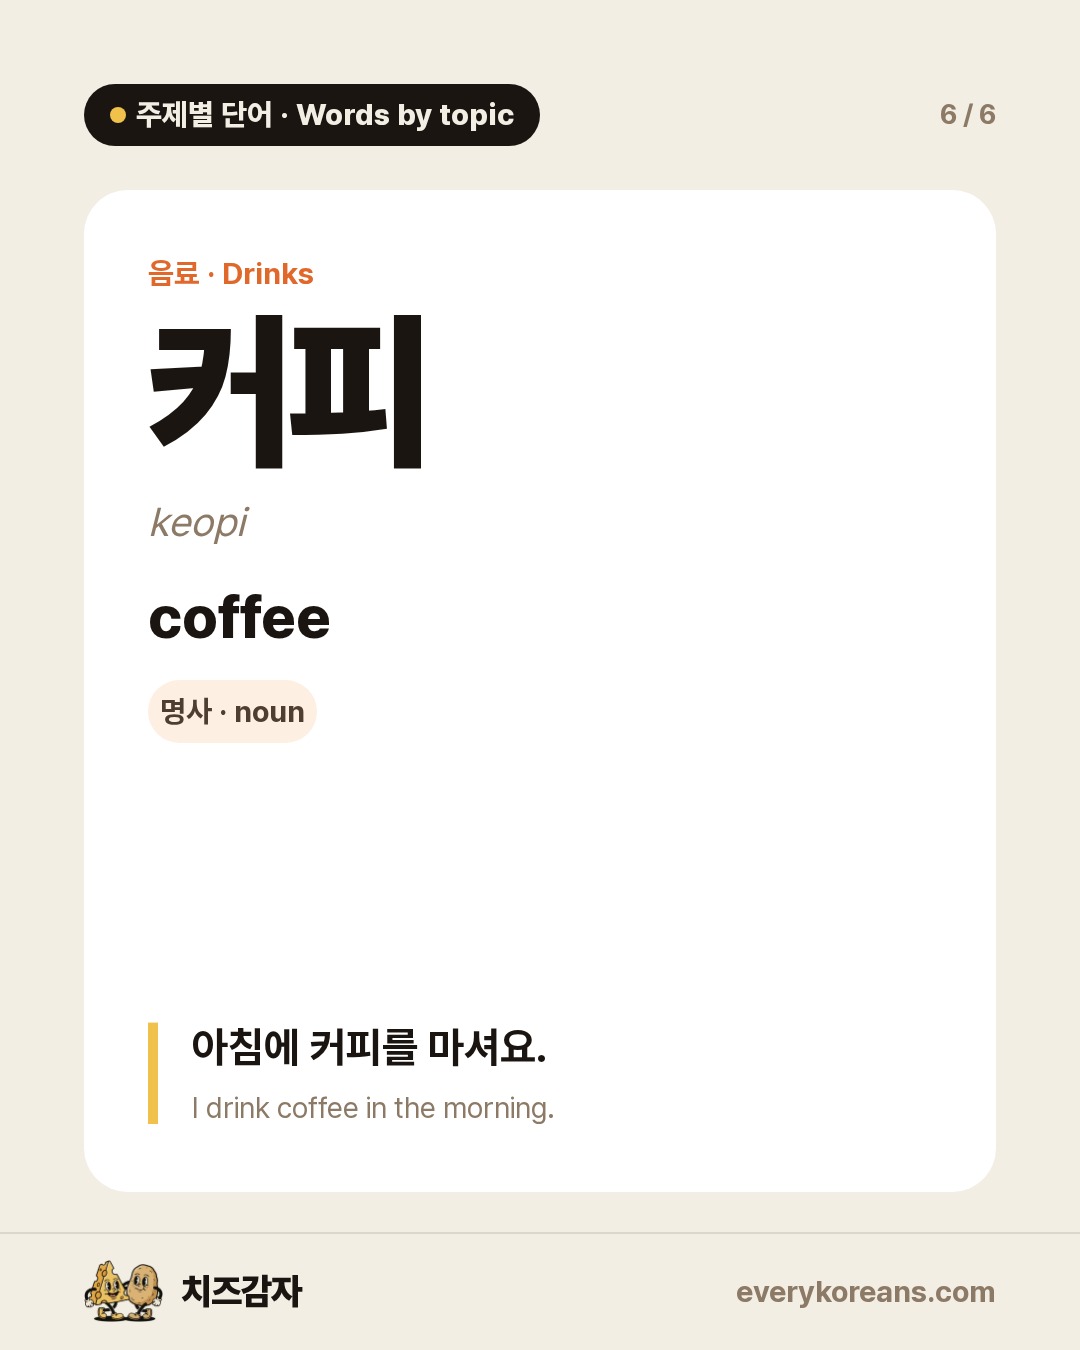 주제별 단어 · Words by topic
6 / 6
음료 · Drinks
커피
keopi
coffee
명사 · noun
아침에 커피를 마셔요.
I drink coffee in the morning.
치즈감자
everykoreans.com